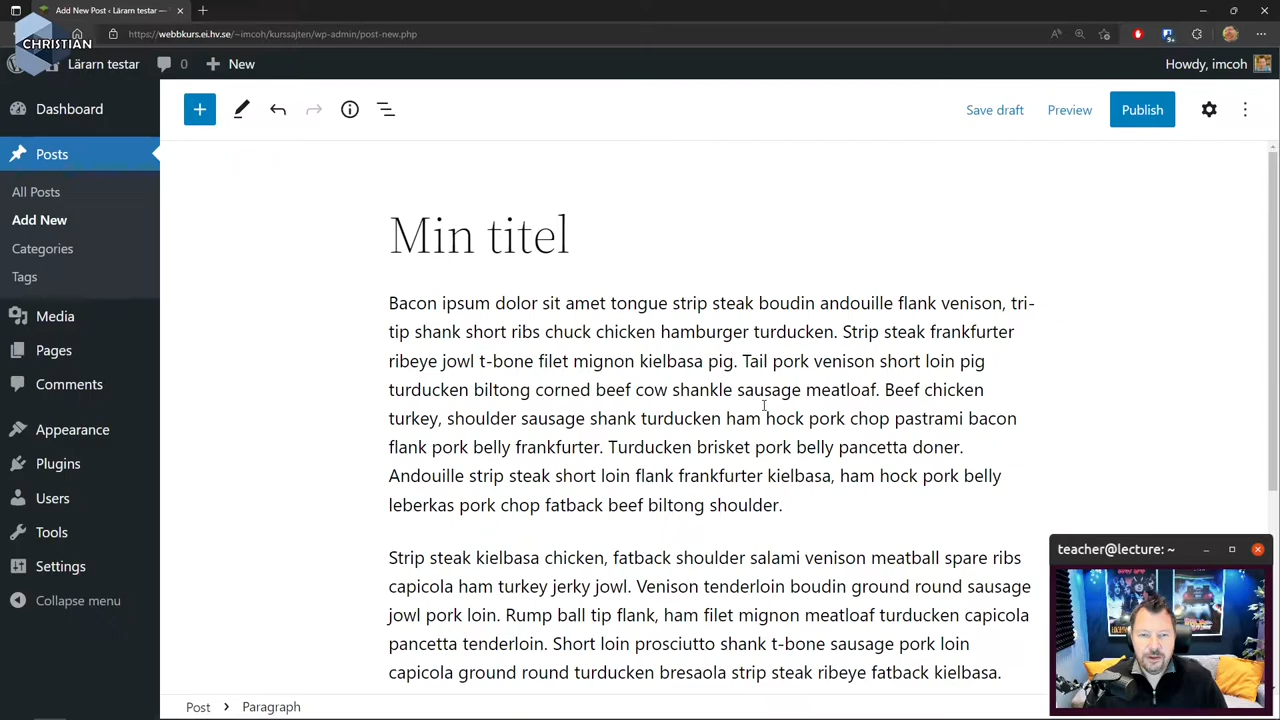 Add New Post ‹ Lärarn testar —
https://webbkurs.ei.hv.se/~imcoh/kurssajten/wp-admin/post-new.php
CHRISTIAN
Lärarn testar
0
New
Howdy, imcoh
Dashboard
Posts
All Posts
Add New
Categories
Tags
Media
Pages
Comments
Appearance
Plugins
Users
Tools
Settings
Collapse menu
Save draft
Preview
Publish
Min titel
Bacon ipsum dolor sit amet tongue strip steak boudin andouille flank venison, tri-
tip shank short ribs chuck chicken hamburger turducken. Strip steak frankfurter
ribeye jowl t-bone filet mignon kielbasa pig. Tail pork venison short loin pig
turducken biltong corned beef cow shankle sausage meatloaf. Beef chicken
turkey, shoulder sausage shank turducken ham hock pork chop pastrami bacon
flank pork belly frankfurter. Turducken brisket pork belly pancetta doner.
Andouille strip steak short loin flank frankfurter kielbasa, ham hock pork belly
leberkas pork chop fatback beef biltong shoulder.
Strip steak kielbasa chicken, fatback shoulder salami venison meatball spare ribs
capicola ham turkey jerky jowl. Venison tenderloin boudin ground round sausage
jowl pork loin. Rump ball tip flank, ham filet mignon meatloaf turducken capicola
pancetta tenderloin. Short loin prosciutto shank t-bone sausage pork loin
capicola ground round turducken bresaola strip steak ribeye fatback kielbasa.
Post
Paragraph
teacher@lecture: ~